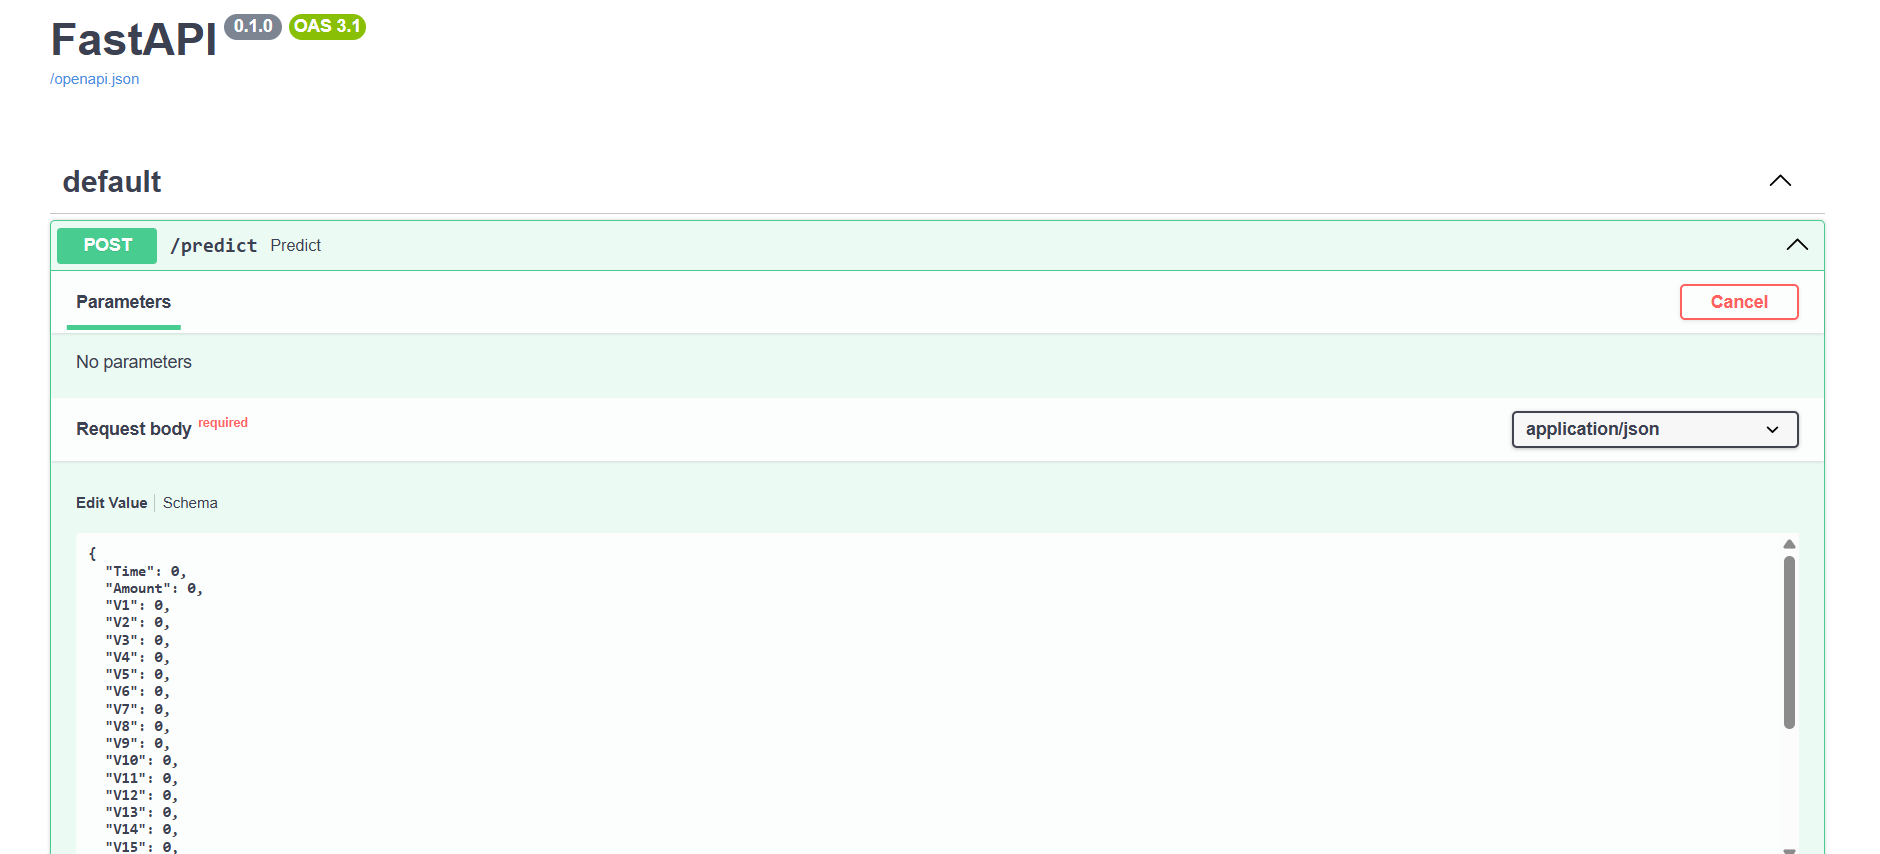 FastAPI 0.1.0 OAS 3.1
/openapi.json
default
POST /predict Predict
Parameters
Cancel
No parameters
Request body required
application/json
Edit Value | Schema
{
  "Time": 0,
  "Amount": 0,
  "V1": 0,
  "V2": 0,
  "V3": 0,
  "V4": 0,
  "V5": 0,
  "V6": 0,
  "V7": 0,
  "V8": 0,
  "V9": 0,
  "V10": 0,
  "V11": 0,
  "V12": 0,
  "V13": 0,
  "V14": 0,
  "V15": 0,